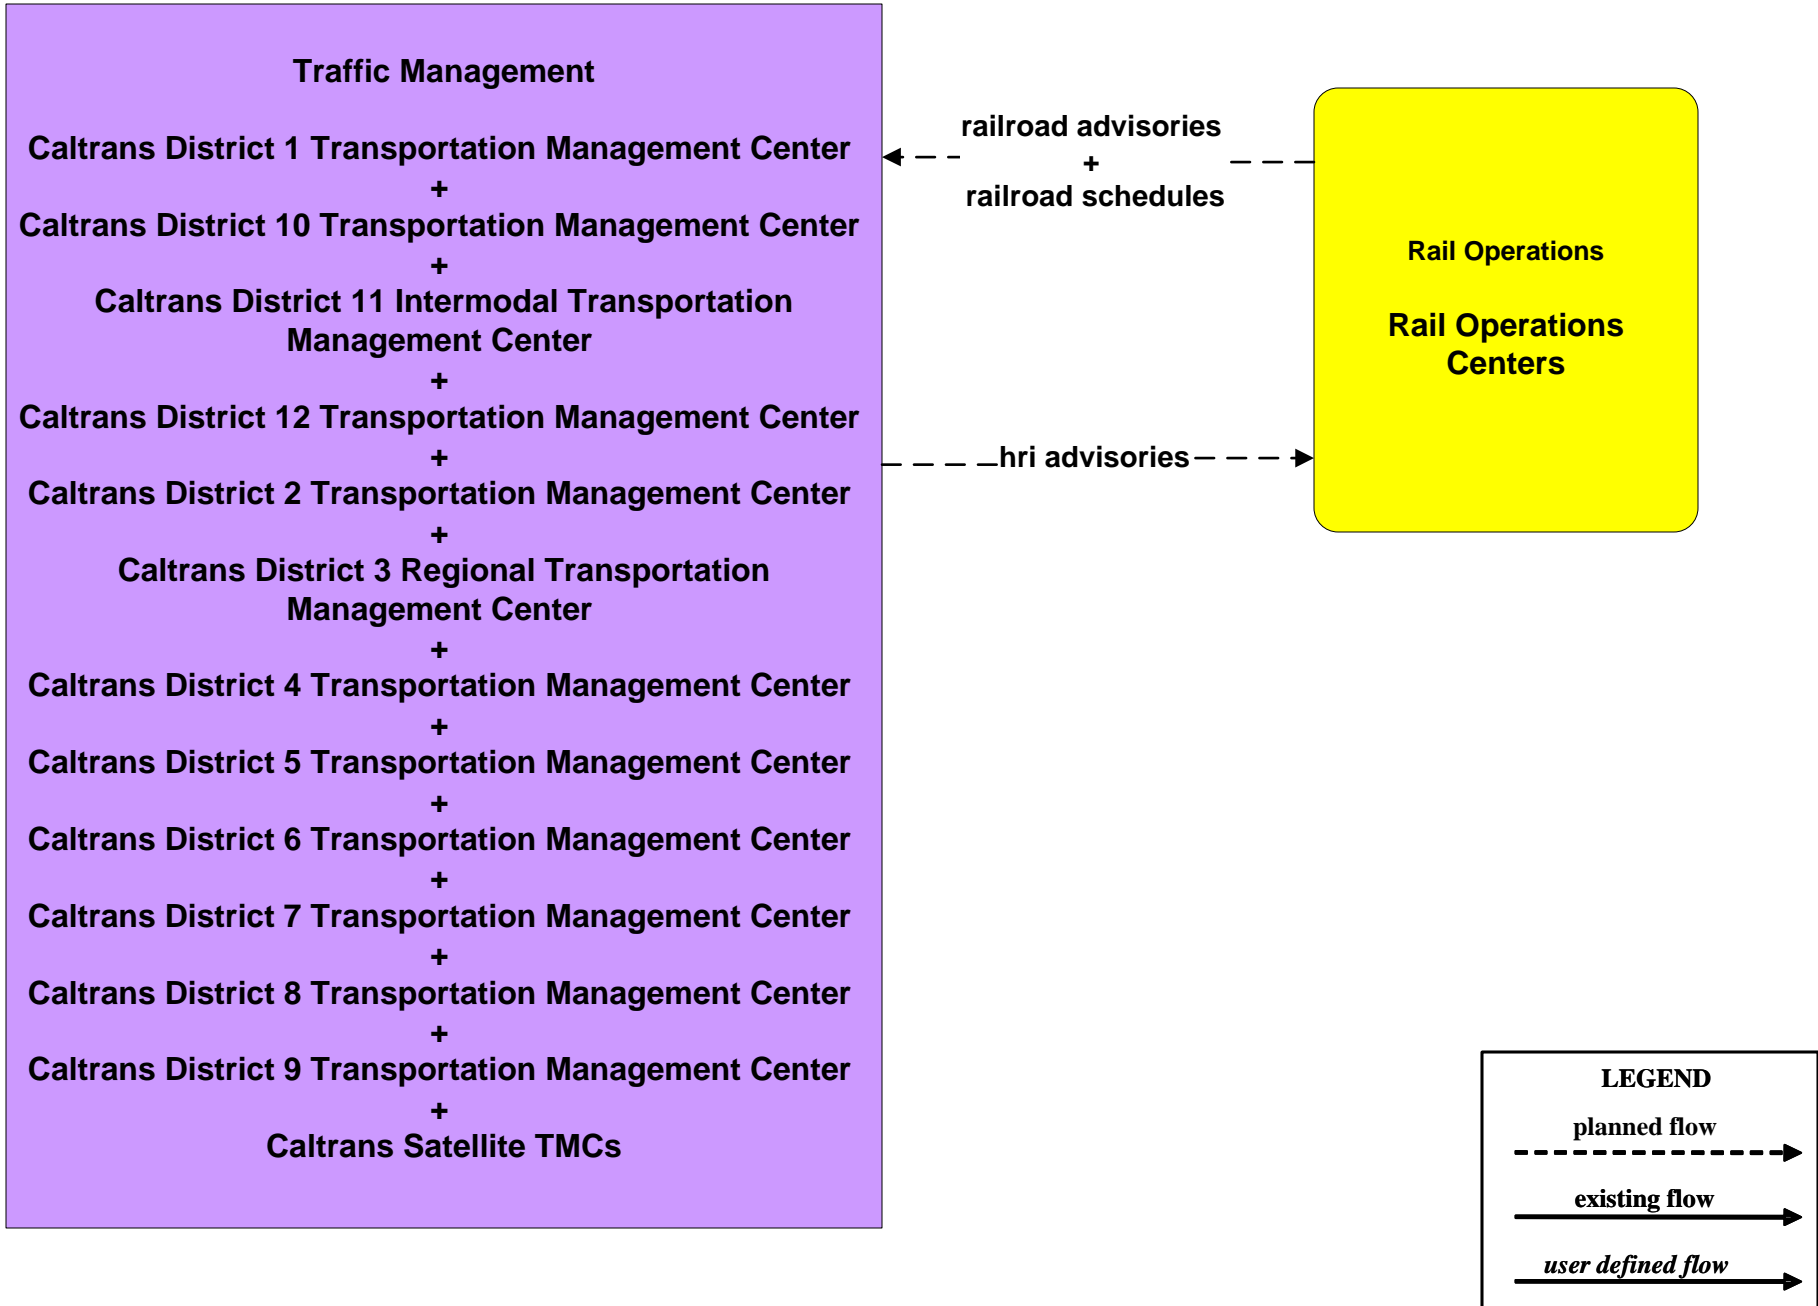 Traffic Management
Caltrans District 1 Transportation Management Center
+
Caltrans District 10 Transportation Management Center
+
Caltrans District 11 Intermodal Transportation
Management Center
+
Caltrans District 12 Transportation Management Center
+
Caltrans District 2 Transportation Management Center
+
Caltrans District 3 Regional Transportation
Management Center
+
Caltrans District 4 Transportation Management Center
+
Caltrans District 5 Transportation Management Center
+
Caltrans District 6 Transportation Management Center
+
Caltrans District 7 Transportation Management Center
+
Caltrans District 8 Transportation Management Center
+
Caltrans District 9 Transportation Management Center
+
Caltrans Satellite TMCs
railroad advisories
+
railroad schedules
hri advisories
Rail Operations
Rail Operations
Centers
LEGEND
planned flow
existing flow
user defined flow